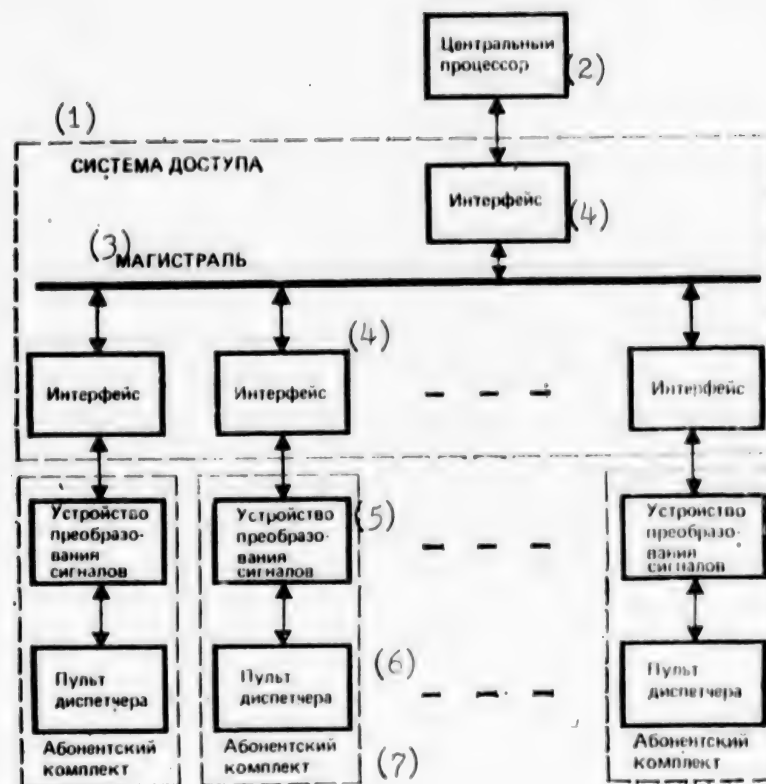 Центральный
процессор
(2)
(1)
СИСТЕМА ДОСТУПА
Интерфейс
(4)
(3)
МАГИСТРАЛЬ
(4)
Интерфейс
Интерфейс
Интерфейс
Устройство
преобразо-
вания
сигналов
Устройство
преобразо-
вания
сигналов
(5)
Устройство
преобразо-
вания
сигналов
Пульт
диспетчера
Пульт
диспетчера
(6)
Пульт
диспетчера
Абонентский
комплект
Абонентский
комплект
(7)
Абонентский
комплект